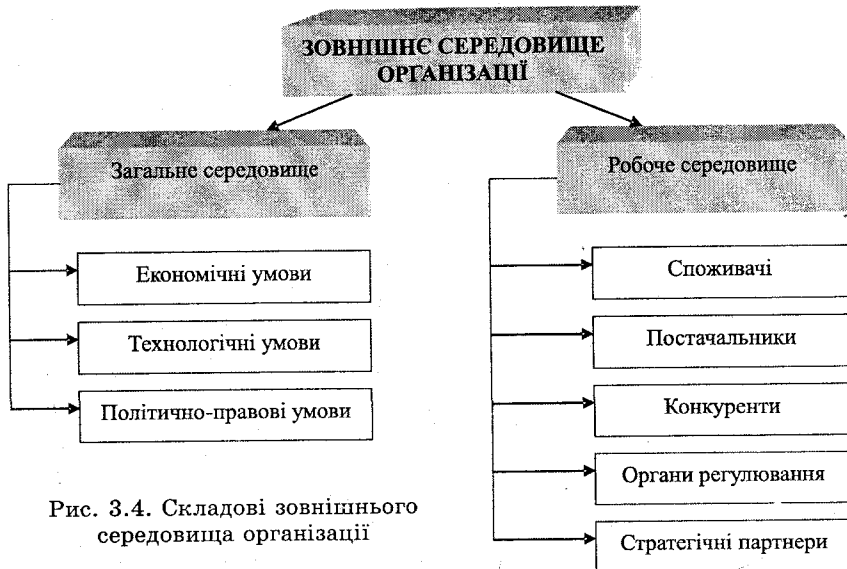 ЗОВНІШНЄ СЕРЕДОВИЩЕ
ОРГАНІЗАЦІЇ
Загальне середовище
Економічні умови
Технологічні умови
Політично-правові умови
Робоче середовище
Споживачі
Постачальники
Конкуренти
Органи регулювання
Стратегічні партнери
Рис. 3.4. Складові зовнішнього
середовища організації